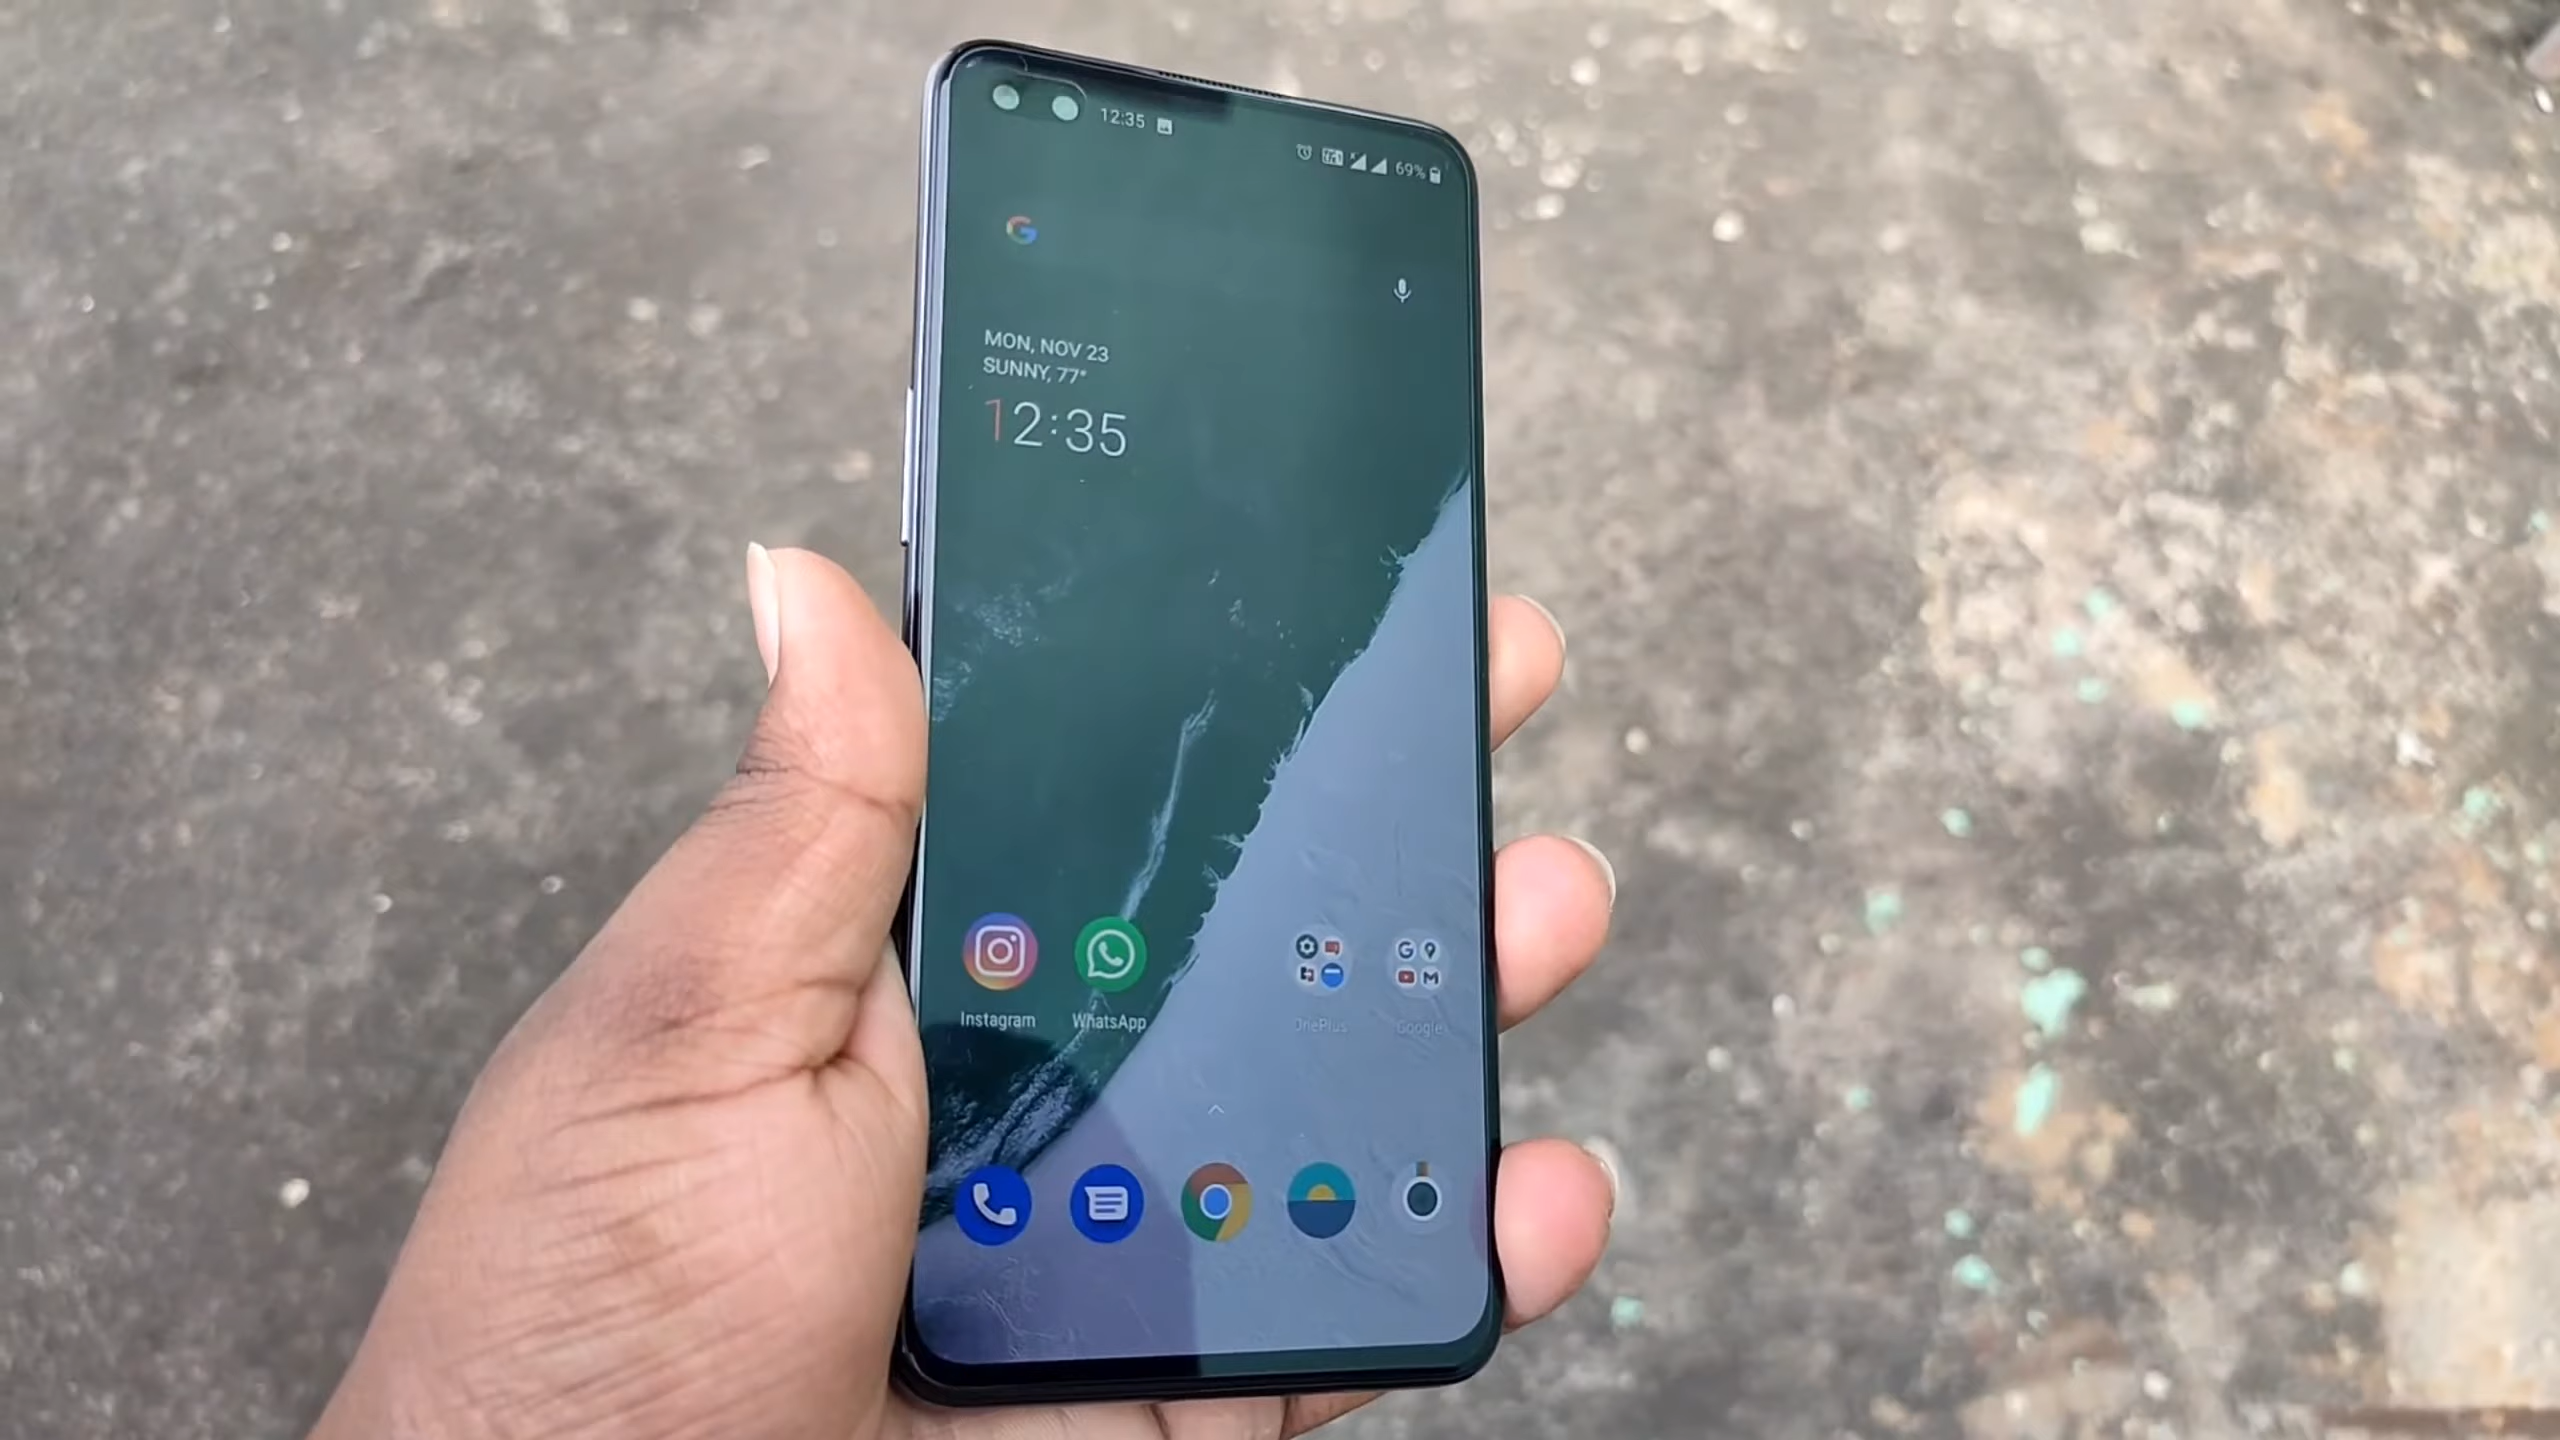 12:35
69%
MON, NOV 23
SUNNY, 77°
12:35
Instagram
WhatsApp
OnePlus
Google